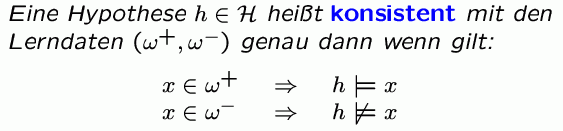 Eine Hypothese h ∈ ℋ heißt konsistent mit den
Lerndaten (ω⁺, ω⁻) genau dann wenn gilt:
x ∈ ω⁺ ⇒ h ⊨ x
x ∈ ω⁻ ⇒ h ⊭ x